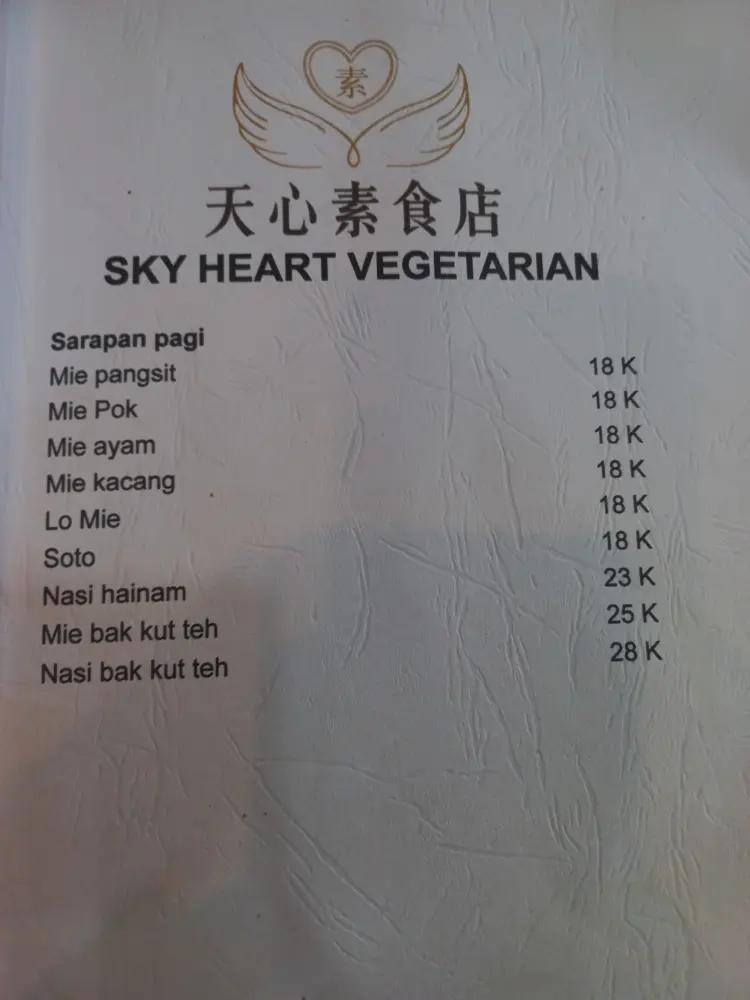 素
天心素食店
SKY HEART VEGETARIAN
Sarapan pagi
Mie pangsit 18 K
Mie Pok 18 K
Mie ayam 18 K
Mie kacang 18 K
Lo Mie 18 K
Soto 18 K
Nasi hainam 23 K
Mie bak kut teh 25 K
Nasi bak kut teh 28 K